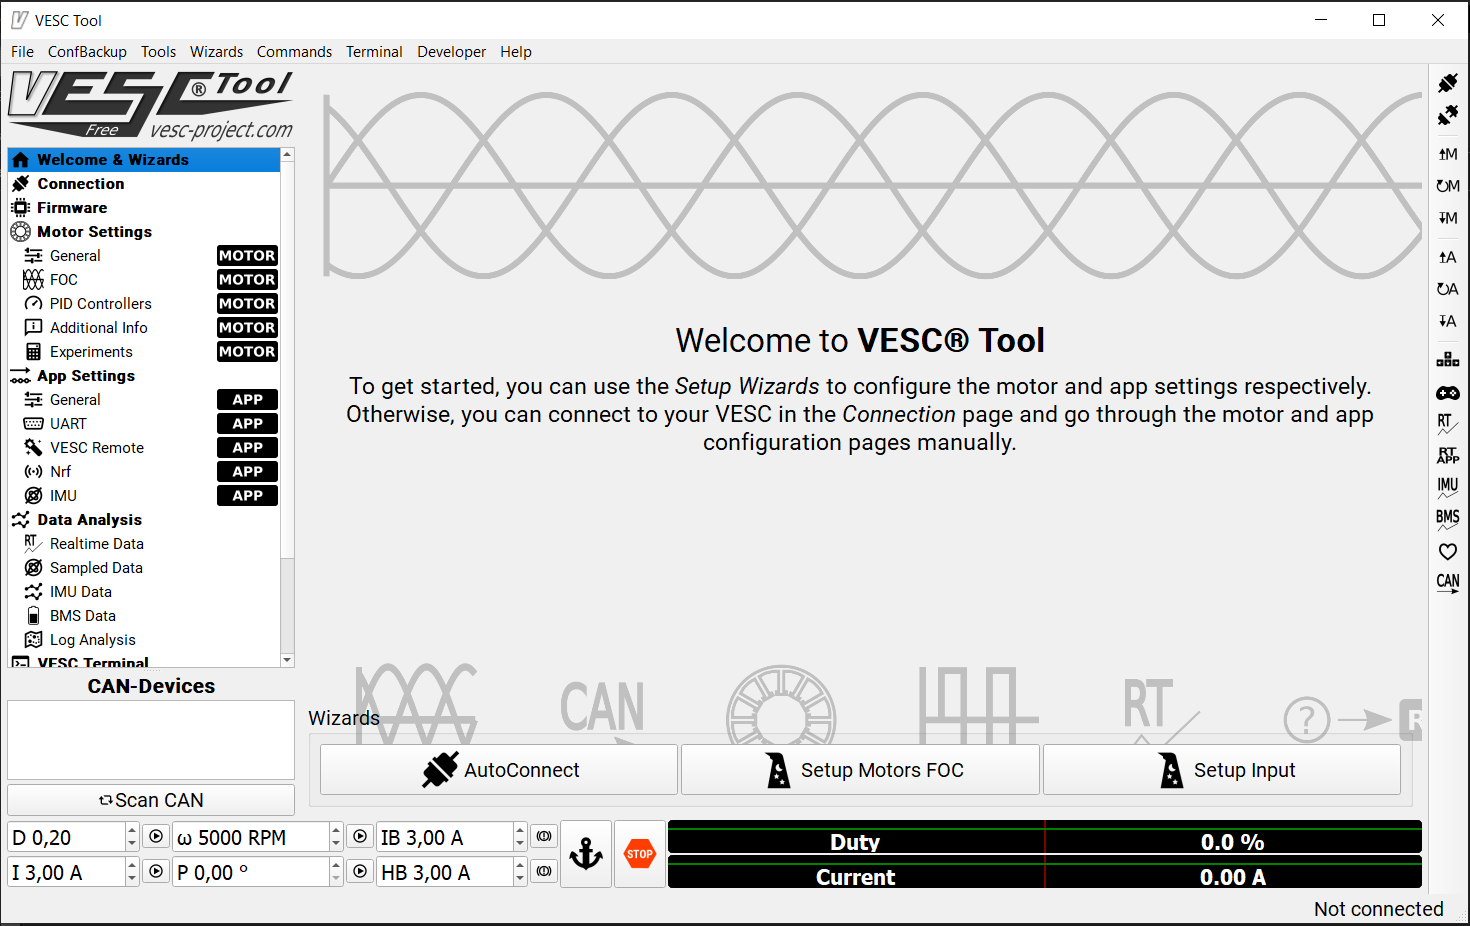 VESC Tool
File ConfBackup Tools Wizards Commands Terminal Developer Help
VESC® Tool
Free vesc-project.com
Welcome & Wizards
Connection
Firmware
Motor Settings
General MOTOR
FOC MOTOR
PID Controllers MOTOR
Additional Info MOTOR
Experiments MOTOR
App Settings
General APP
UART APP
VESC Remote APP
Nrf APP
IMU APP
Data Analysis
RT Realtime Data
Sampled Data
IMU Data
BMS Data
Log Analysis
VESC Terminal
CAN-Devices
Scan CAN
Welcome to VESC® Tool
To get started, you can use the Setup Wizards to configure the motor and app settings respectively.
Otherwise, you can connect to your VESC in the Connection page and go through the motor and app
configuration pages manually.
CAN
RT
?
R
Wizards
AutoConnect
Setup Motors FOC
Setup Input
D 0,20
ω 5000 RPM
IB 3,00 A
I 3,00 A
P 0,00 °
HB 3,00 A
STOP
Duty 0.0 %
Current 0.00 A
M
M
M
A
A
A
RT
RT
APP
IMU
BMS
CAN
Not connected